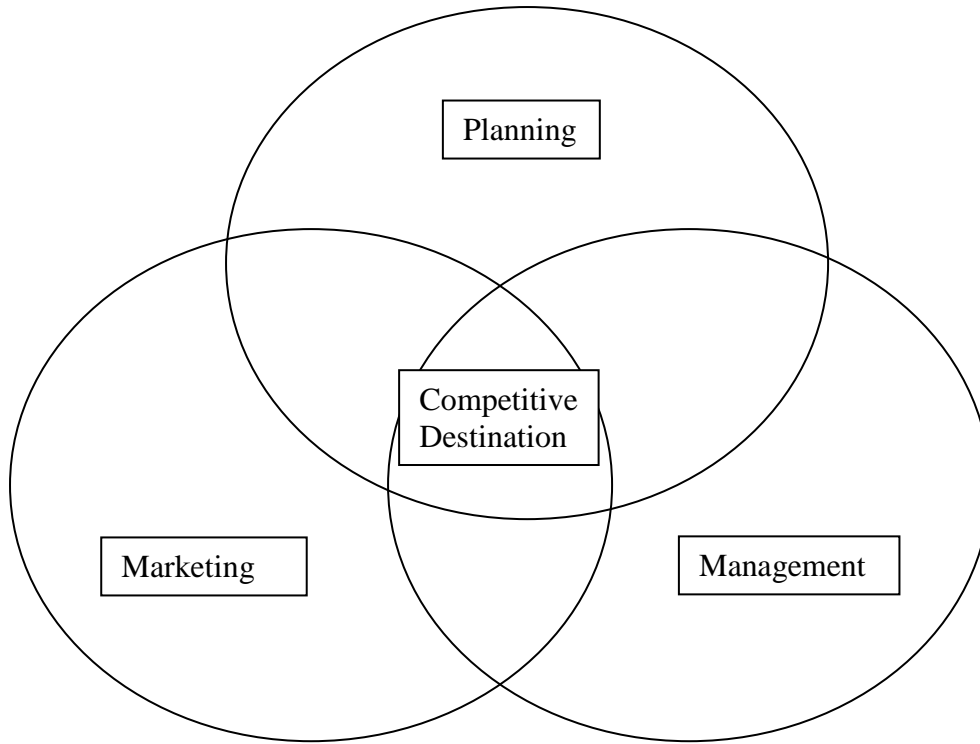 Planning
Competitive
Destination
Marketing
Management